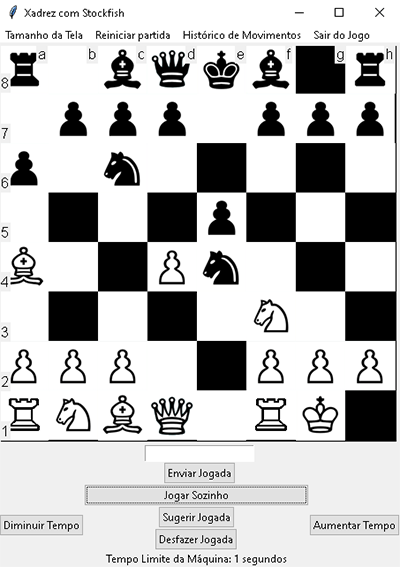 Xadrez com Stockfish
Tamanho da Tela Reiniciar partida Histórico de Movimentos Sair do Jogo
a b c d e f g h
8
7
6
5
4
3
2
1
Enviar Jogada
Jogar Sozinho
Diminuir Tempo Sugerir Jogada Aumentar Tempo
Desfazer Jogada
Tempo Limite da Máquina: 1 segundos